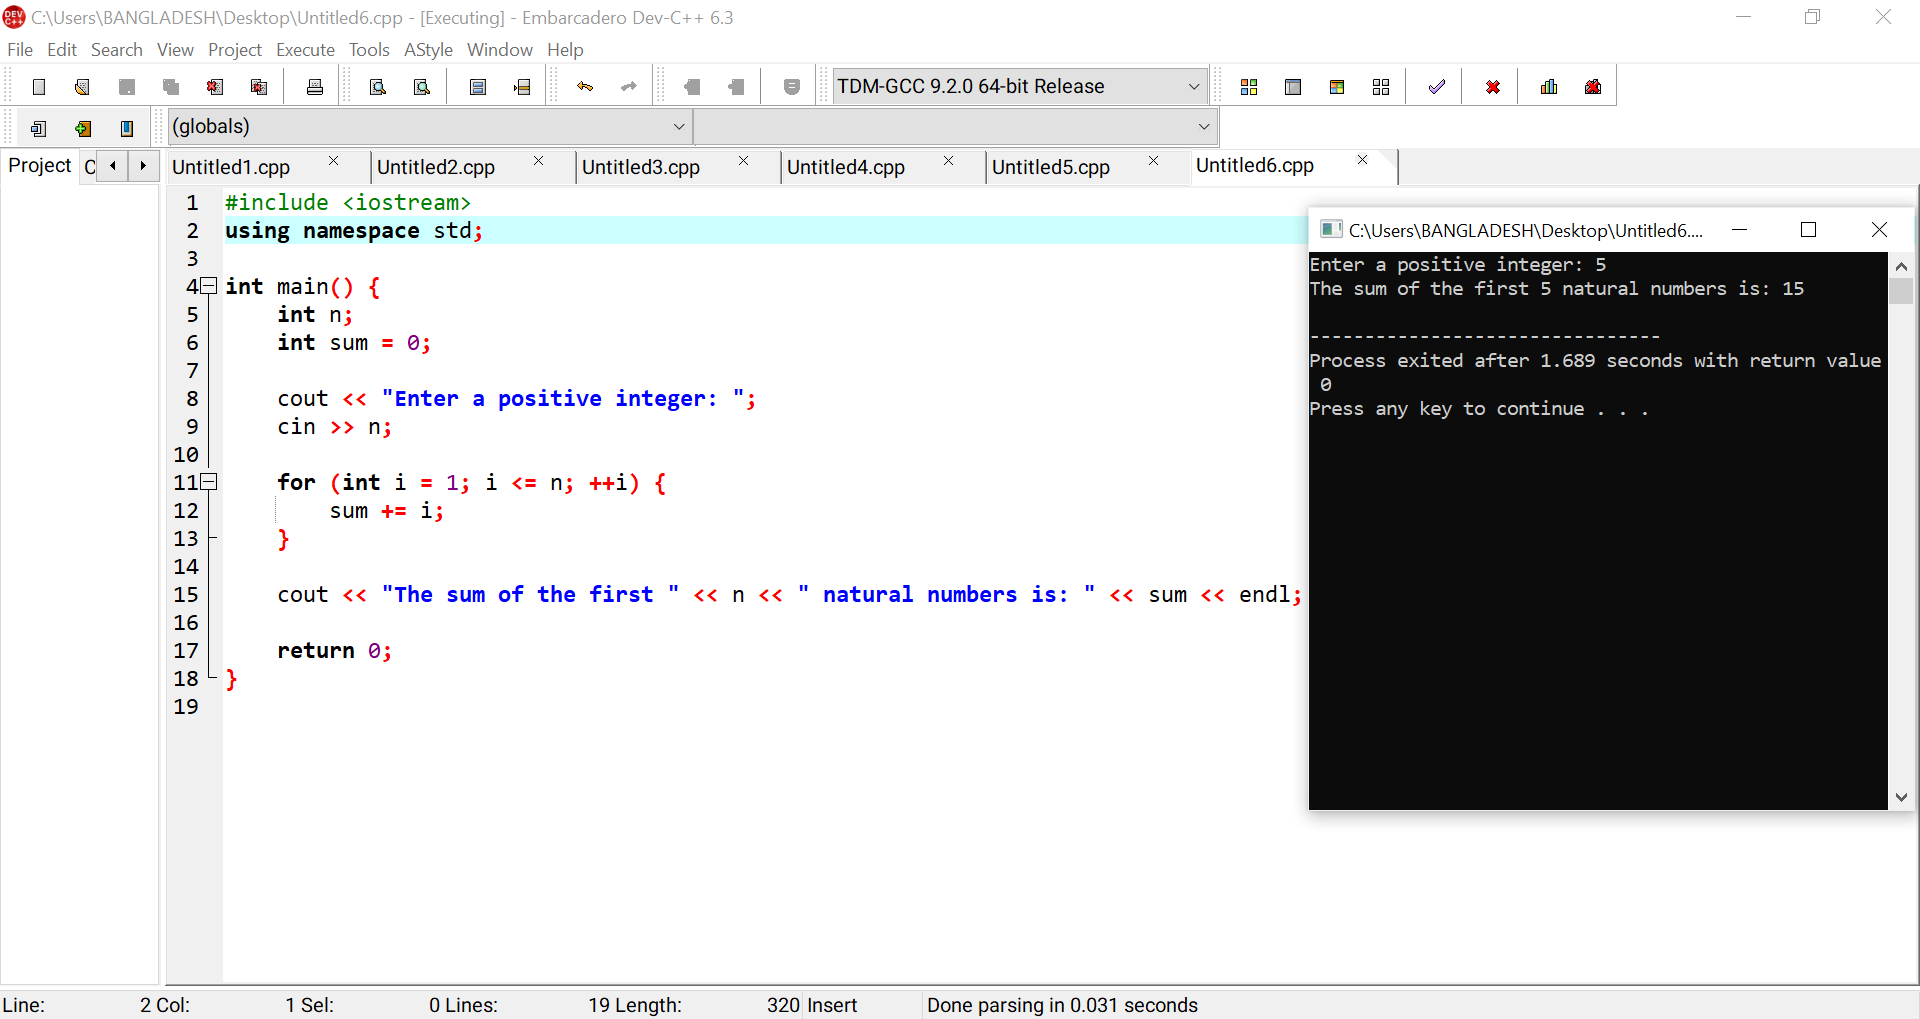 C:\Users\BANGLADESH\Desktop\Untitled6.cpp - [Executing] - Embarcadero Dev-C++ 6.3
File Edit Search View Project Execute Tools AStyle Window Help
TDM-GCC 9.2.0 64-bit Release
(globals)
Project C Untitled1.cpp Untitled2.cpp Untitled3.cpp Untitled4.cpp Untitled5.cpp Untitled6.cpp
1 #include <iostream>
2 using namespace std;
3
4 int main() {
5     int n;
6     int sum = 0;
7
8     cout << "Enter a positive integer: ";
9     cin >> n;
10
11     for (int i = 1; i <= n; ++i) {
12         sum += i;
13     }
14
15     cout << "The sum of the first " << n << " natural numbers is: " << sum << endl;
16
17     return 0;
18 }
19
C:\Users\BANGLADESH\Desktop\Untitled6....
Enter a positive integer: 5
The sum of the first 5 natural numbers is: 15
--------------------------------
Process exited after 1.689 seconds with return value
 0
Press any key to continue . . .
Line: 2 Col: 1 Sel: 0 Lines: 19 Length: 320 Insert Done parsing in 0.031 seconds